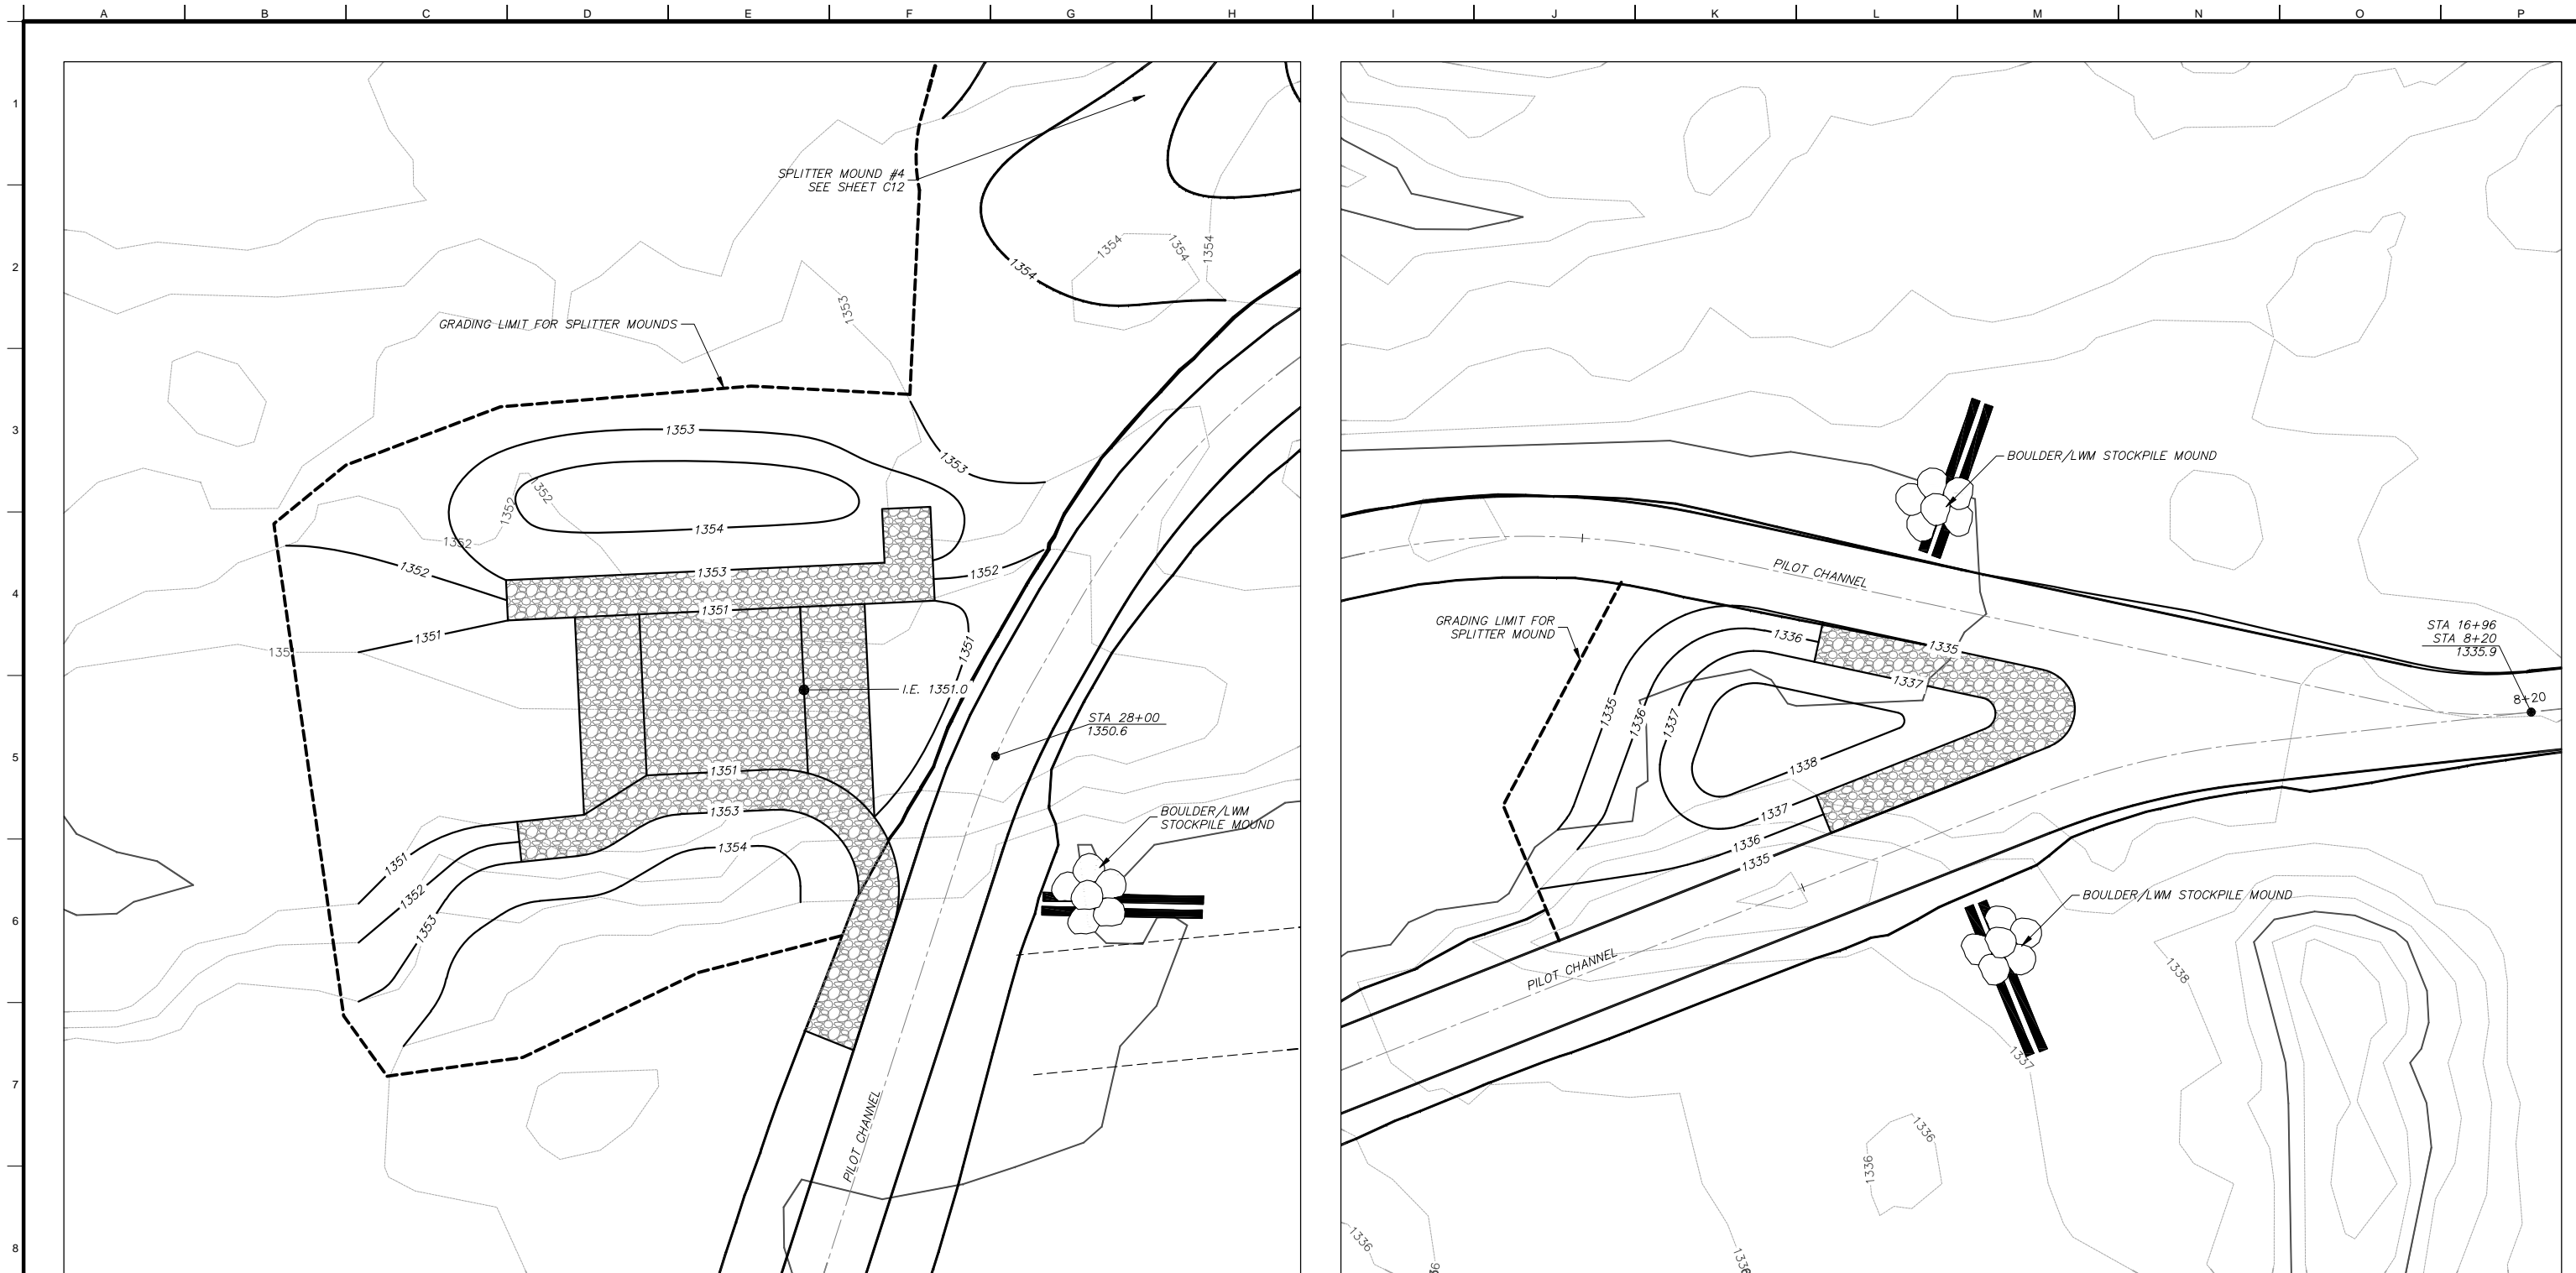 A B C D E F G H I J K L M N O P
1
2
3
4
5
6
7
8
SPLITTER MOUND #4
SEE SHEET C12
1354
1354
1354
1354
1353
GRADING LIMIT FOR SPLITTER MOUNDS
1353
1353
1352
1352
1354
1352
1352
1353
1352
1351
1351
1351
I.E. 1351.0
STA 28+00
1350.6
1351
1353
1354
1351
1352
1353
BOULDER/LWM
STOCKPILE MOUND
PILOT CHANNEL
BOULDER/LWM STOCKPILE MOUND
PILOT CHANNEL
GRADING LIMIT FOR
SPLITTER MOUND
1336
1335
1337
1335
1336
1337
1338
1337
1336
1335
STA 16+96
STA 8+20
1335.9
8+20
BOULDER/LWM STOCKPILE MOUND
PILOT CHANNEL
1338
1337
1336
1336
1336
1336